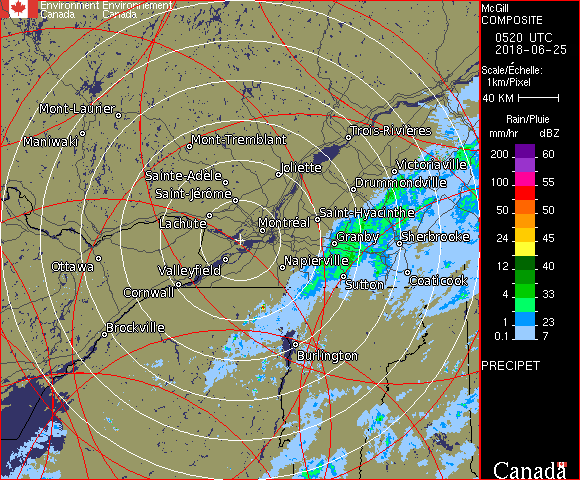 Environment Environnement
Canada Canada
McGill
COMPOSITE
0520 UTC
2018-06-25
Scale/Échelle:
1km/Pixel
40 KM
Rain/Pluie
mm/hr dBZ
200 60
100 55
50 50
24 45
12 40
4 33
1 23
0.1 7
PRECIPET
Canada
Mont-Laurier
Maniwaki
Mont-Tremblant
Trois-Rivières
Sainte-Adèle
Joliette
Victoriaville
Saint-Jérôme
Drummondville
Lachute
Saint-Hyacinthe
Montréal
Granby
Sherbrooke
Ottawa
Valleyfield
Napierville
Cornwall
Sutton
Coaticook
Brockville
Burlington